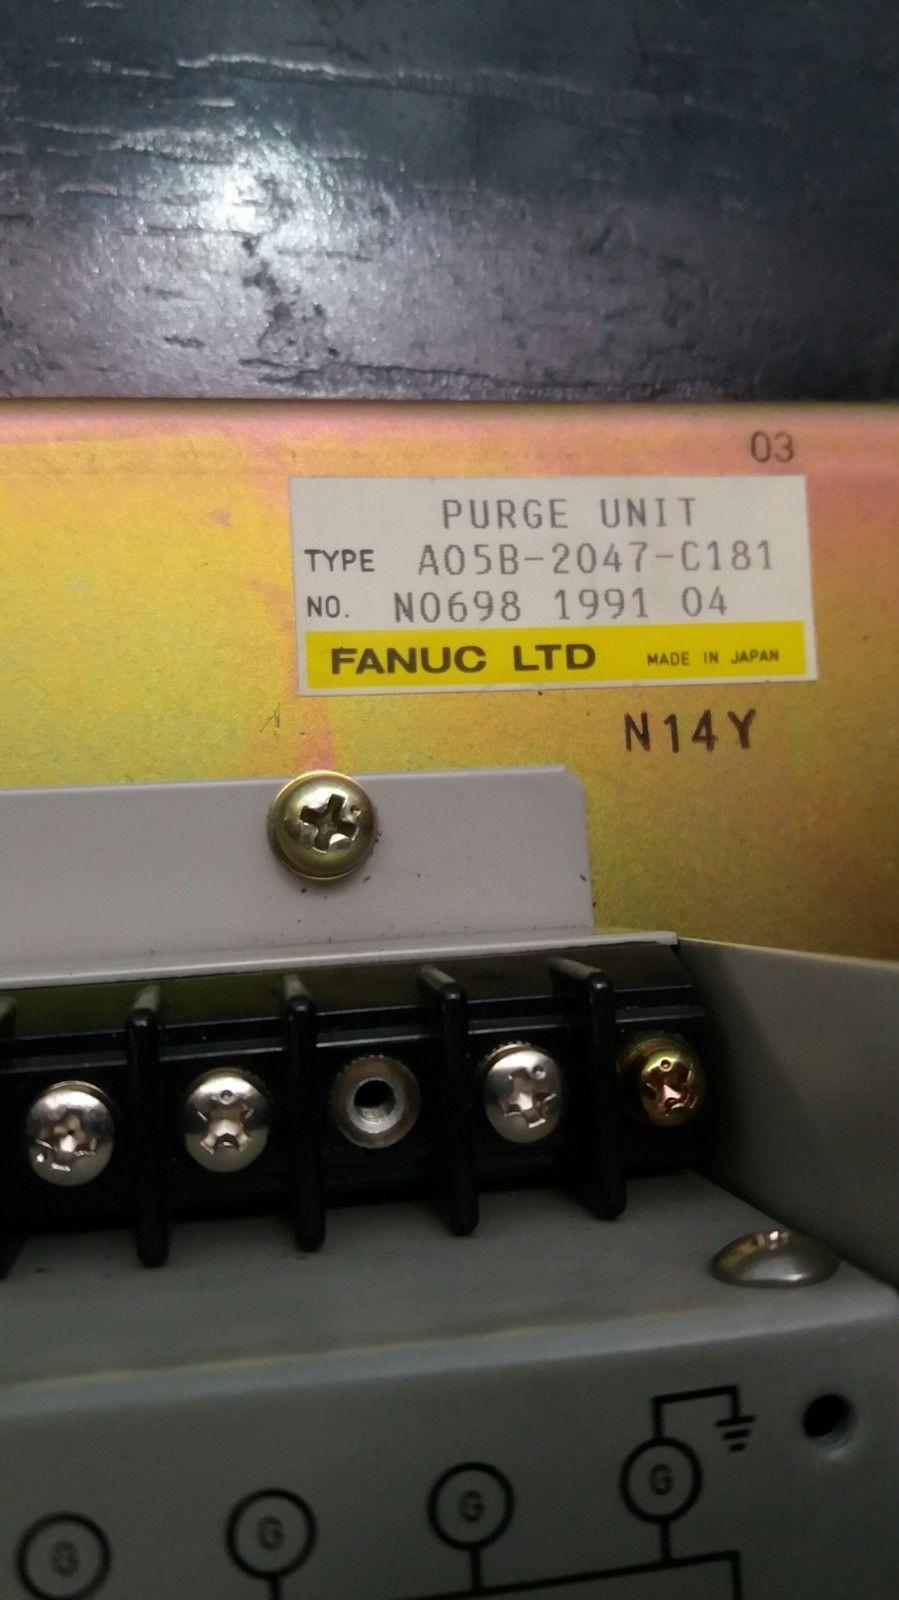 03
PURGE UNIT
TYPE A05B-2047-C181
NO. N0698 1991 04
FANUC LTD MADE IN JAPAN
N14Y
G G G G